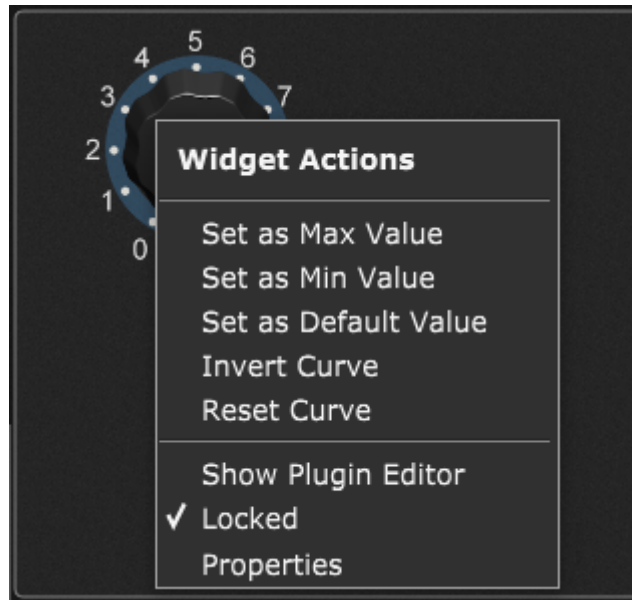 5
4
6
3
7
2
1
0
Widget Actions
Set as Max Value
Set as Min Value
Set as Default Value
Invert Curve
Reset Curve
Show Plugin Editor
✓ Locked
Properties